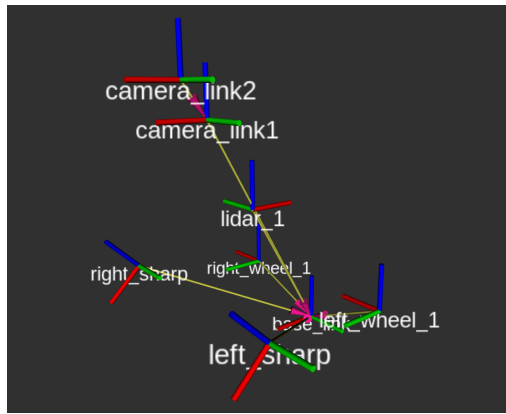 camera_link2
camera_link1
lidar_1
right_sharp
right_wheel_1
left_wheel_1
left_sharp